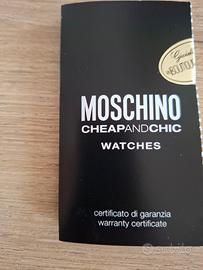 MOSCHINO
CHEAPANDCHIC
WATCHES
certificato di garanzia
warranty certificate